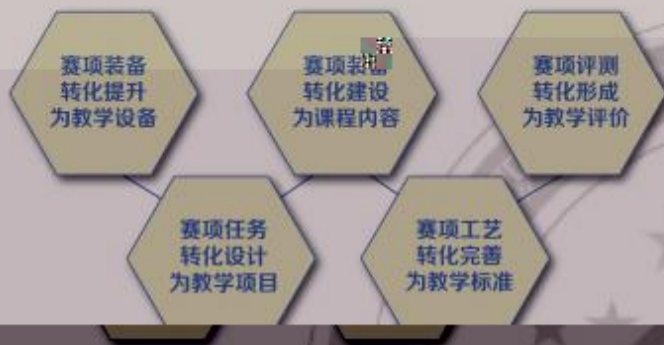 赛项装备
转化提升
为教学设备
赛项装
转化建设
为课程内容
赛项评测
转化形成
为教学评价
赛项任务
转化设计
为教学项目
赛项工艺
转化完善
为教学标准